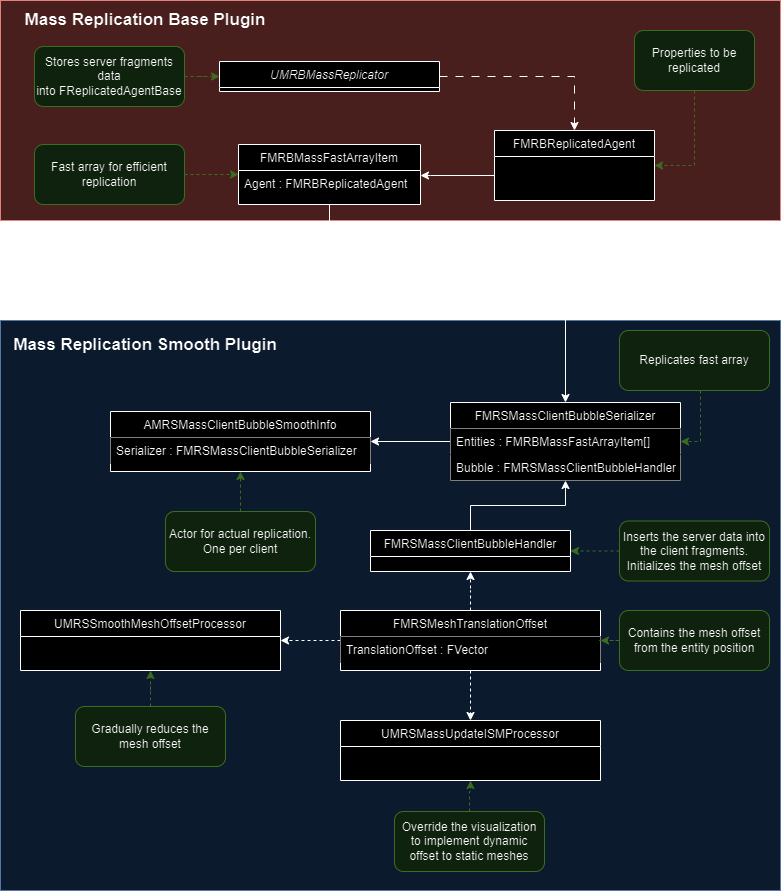 Mass Replication Base Plugin
Stores server fragments
data
into FReplicatedAgentBase
UMRBMassReplicator
Properties to be
replicated
FMRBReplicatedAgent
Fast array for efficient
replication
FMRBMassFastArrayItem
Agent : FMRBReplicatedAgent
Mass Replication Smooth Plugin
Replicates fast array
AMRSMassClientBubbleSmoothInfo
Serializer : FMRSMassClientBubbleSerializer
FMRSMassClientBubbleSerializer
Entities : FMRBMassFastArrayItem[]
Bubble : FMRSMassClientBubbleHandler
Actor for actual replication.
One per client
FMRSMassClientBubbleHandler
Inserts the server data into
the client fragments.
Initializes the mesh offset
UMRSSmoothMeshOffsetProcessor
FMRSMeshTranslationOffset
TranslationOffset : FVector
Contains the mesh offset
from the entity position
Gradually reduces the
mesh offset
UMRSMassUpdateISMProcessor
Override the visualization
to implement dynamic
offset to static meshes